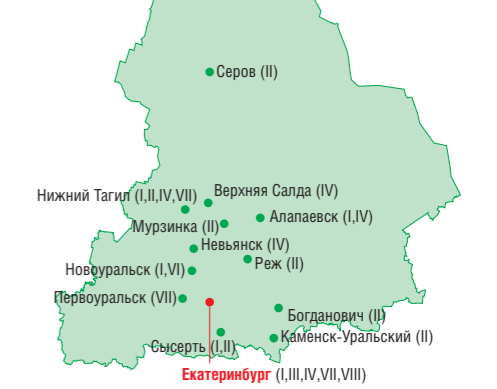 Серов (II)
Верхняя Салда (IV)
Нижний Тагил (I,II,IV,VII)
Алапаевск (I,IV)
Мурзинка (II)
Невьянск (IV)
Реж (II)
Новоуральск (I,VI)
Первоуральск (VII)
Богданович (II)
Каменск-Уральский (II)
Сысерть (I,II)
Екатеринбург (I,III,IV,VII,VIII)